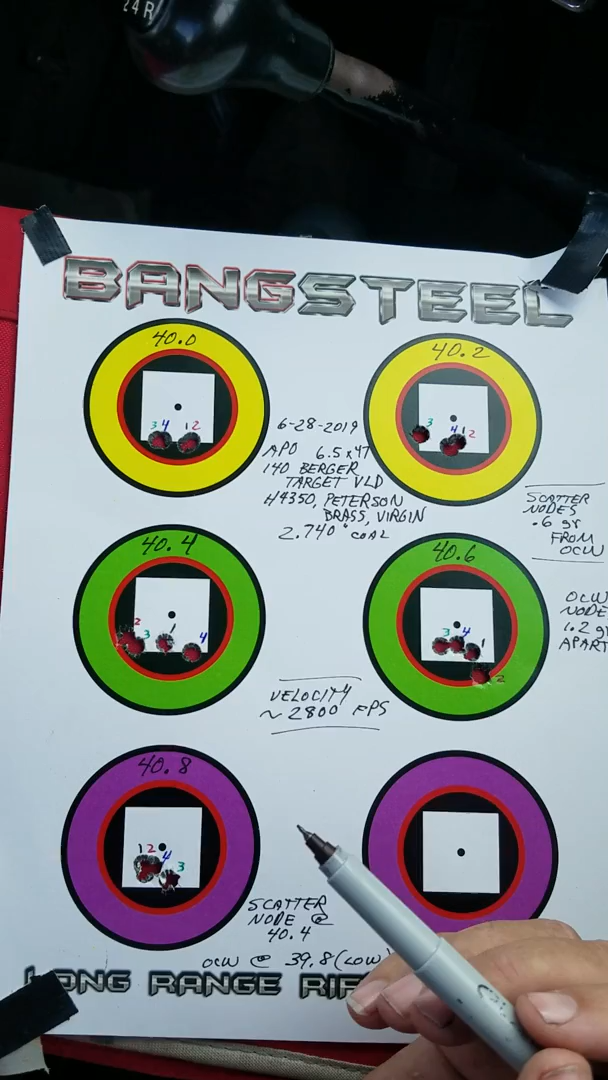 24R
BANGSTEEL
40.0
3 4 1 2
40.2
3 4 1 2
6-28-2019
APO 6.5x47
140 BERGER
TARGET VLD
H4350, PETERSON
BRASS, VIRGIN
2.740" COAL
SCATTER
NODES
.6 gr
FROM
OCW
40.4
2 3 1 4
40.6
3 4 1 2
OCW
NODE
1.2 gr
APART
VELOCITY
~2800 FPS
40.8
1 2 4 3
SCATTER
NODE @
40.4
OCW @ 39.8 (LOW)
LONG RANGE